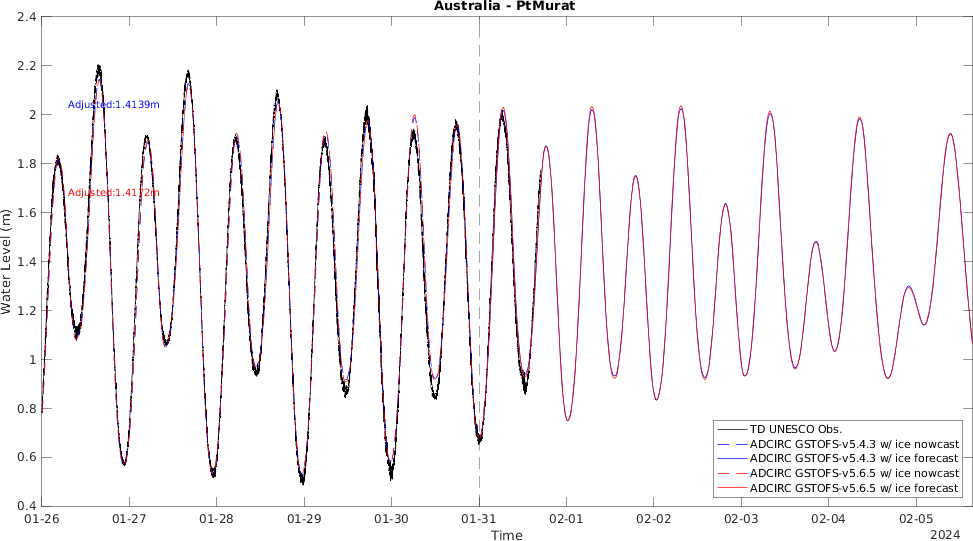 Australia - PtMurat
2.4
2.2
2
1.8
1.6
1.4
1.2
1
0.8
0.6
0.4
Water Level (m)
Adjusted:1.4139m
Adjusted:1.4172m
TD UNESCO Obs.
ADCIRC GSTOFS-v5.4.3 w/ ice nowcast
ADCIRC GSTOFS-v5.4.3 w/ ice forecast
ADCIRC GSTOFS-v5.6.5 w/ ice nowcast
ADCIRC GSTOFS-v5.6.5 w/ ice forecast
01-26 01-27 01-28 01-29 01-30 01-31 02-01 02-02 02-03 02-04 02-05
Time
2024